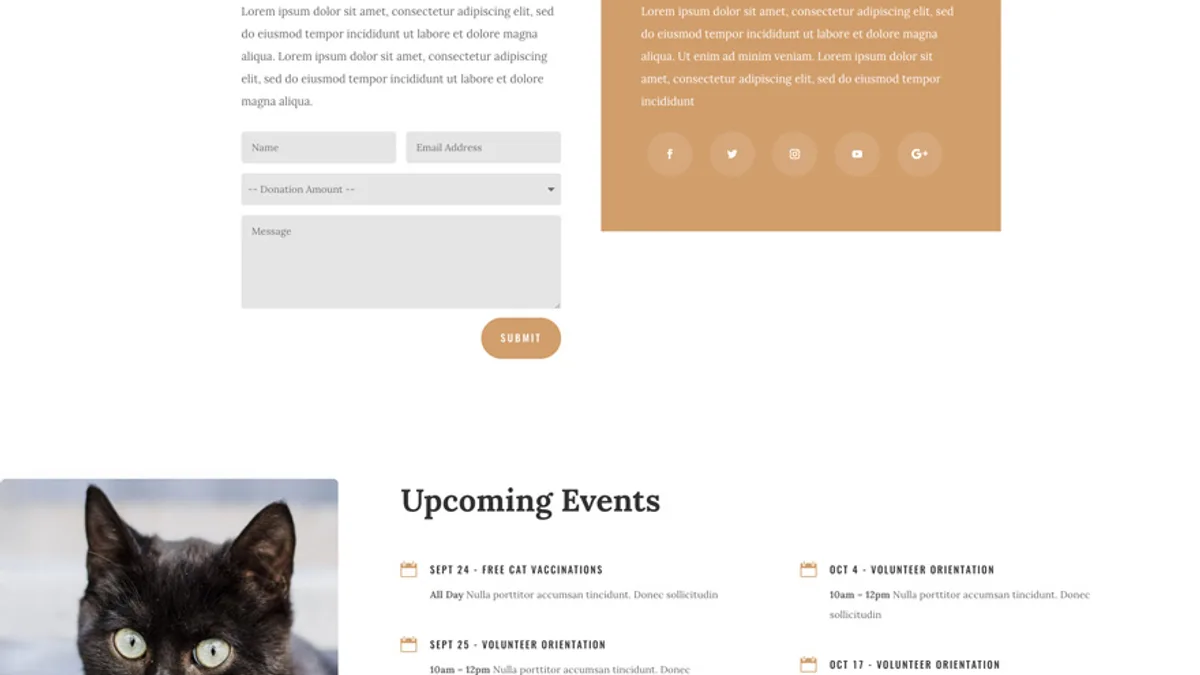 Lorem ipsum dolor sit amet, consectetur adipiscing elit, sed
do eiusmod tempor incididunt ut labore et dolore magna
aliqua. Lorem ipsum dolor sit amet, consectetur adipiscing
elit, sed do eiusmod tempor incididunt ut labore et dolore
magna aliqua.
Name
Email Address
-- Donation Amount --
Message
SUBMIT
Lorem ipsum dolor sit amet, consectetur adipiscing elit, sed
do eiusmod tempor incididunt ut labore et dolore magna
aliqua. Ut enim ad minim veniam. Lorem ipsum dolor sit
amet, consectetur adipiscing elit, sed do eiusmod tempor
incididunt
Upcoming Events
SEPT 24 - FREE CAT VACCINATIONS
All Day Nulla porttitor accumsan tincidunt. Donec sollicitudin
SEPT 25 - VOLUNTEER ORIENTATION
10am – 12pm Nulla porttitor accumsan tincidunt. Donec
OCT 4 - VOLUNTEER ORIENTATION
10am – 12pm Nulla porttitor accumsan tincidunt. Donec
sollicitudin
OCT 17 - VOLUNTEER ORIENTATION